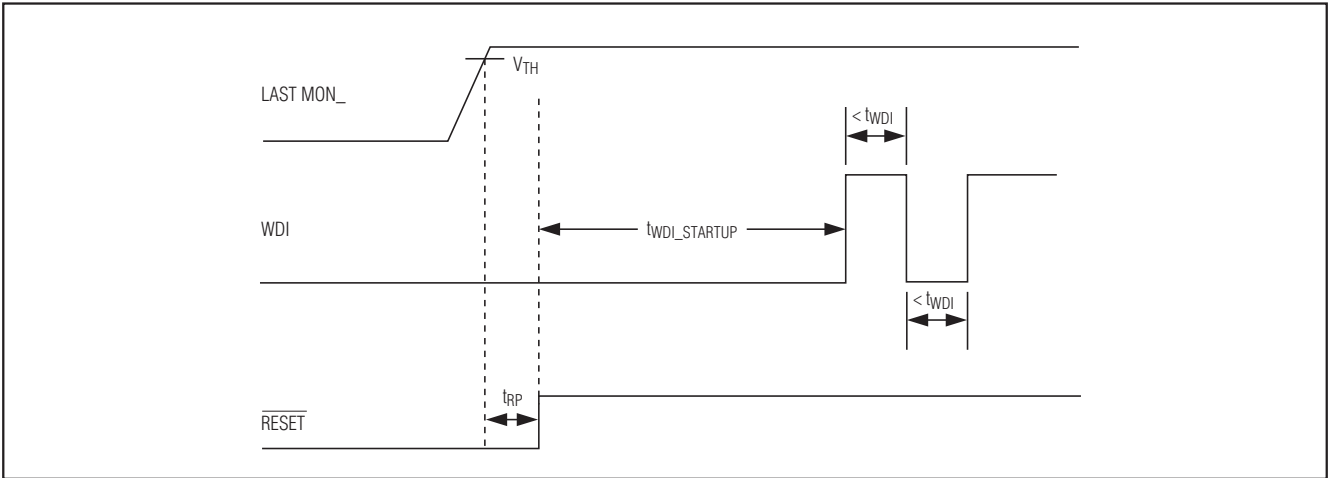 V_TH
LAST MON_
< t_WDI
WDI
t_WDI_STARTUP
< t_WDI
t_RP
RESET